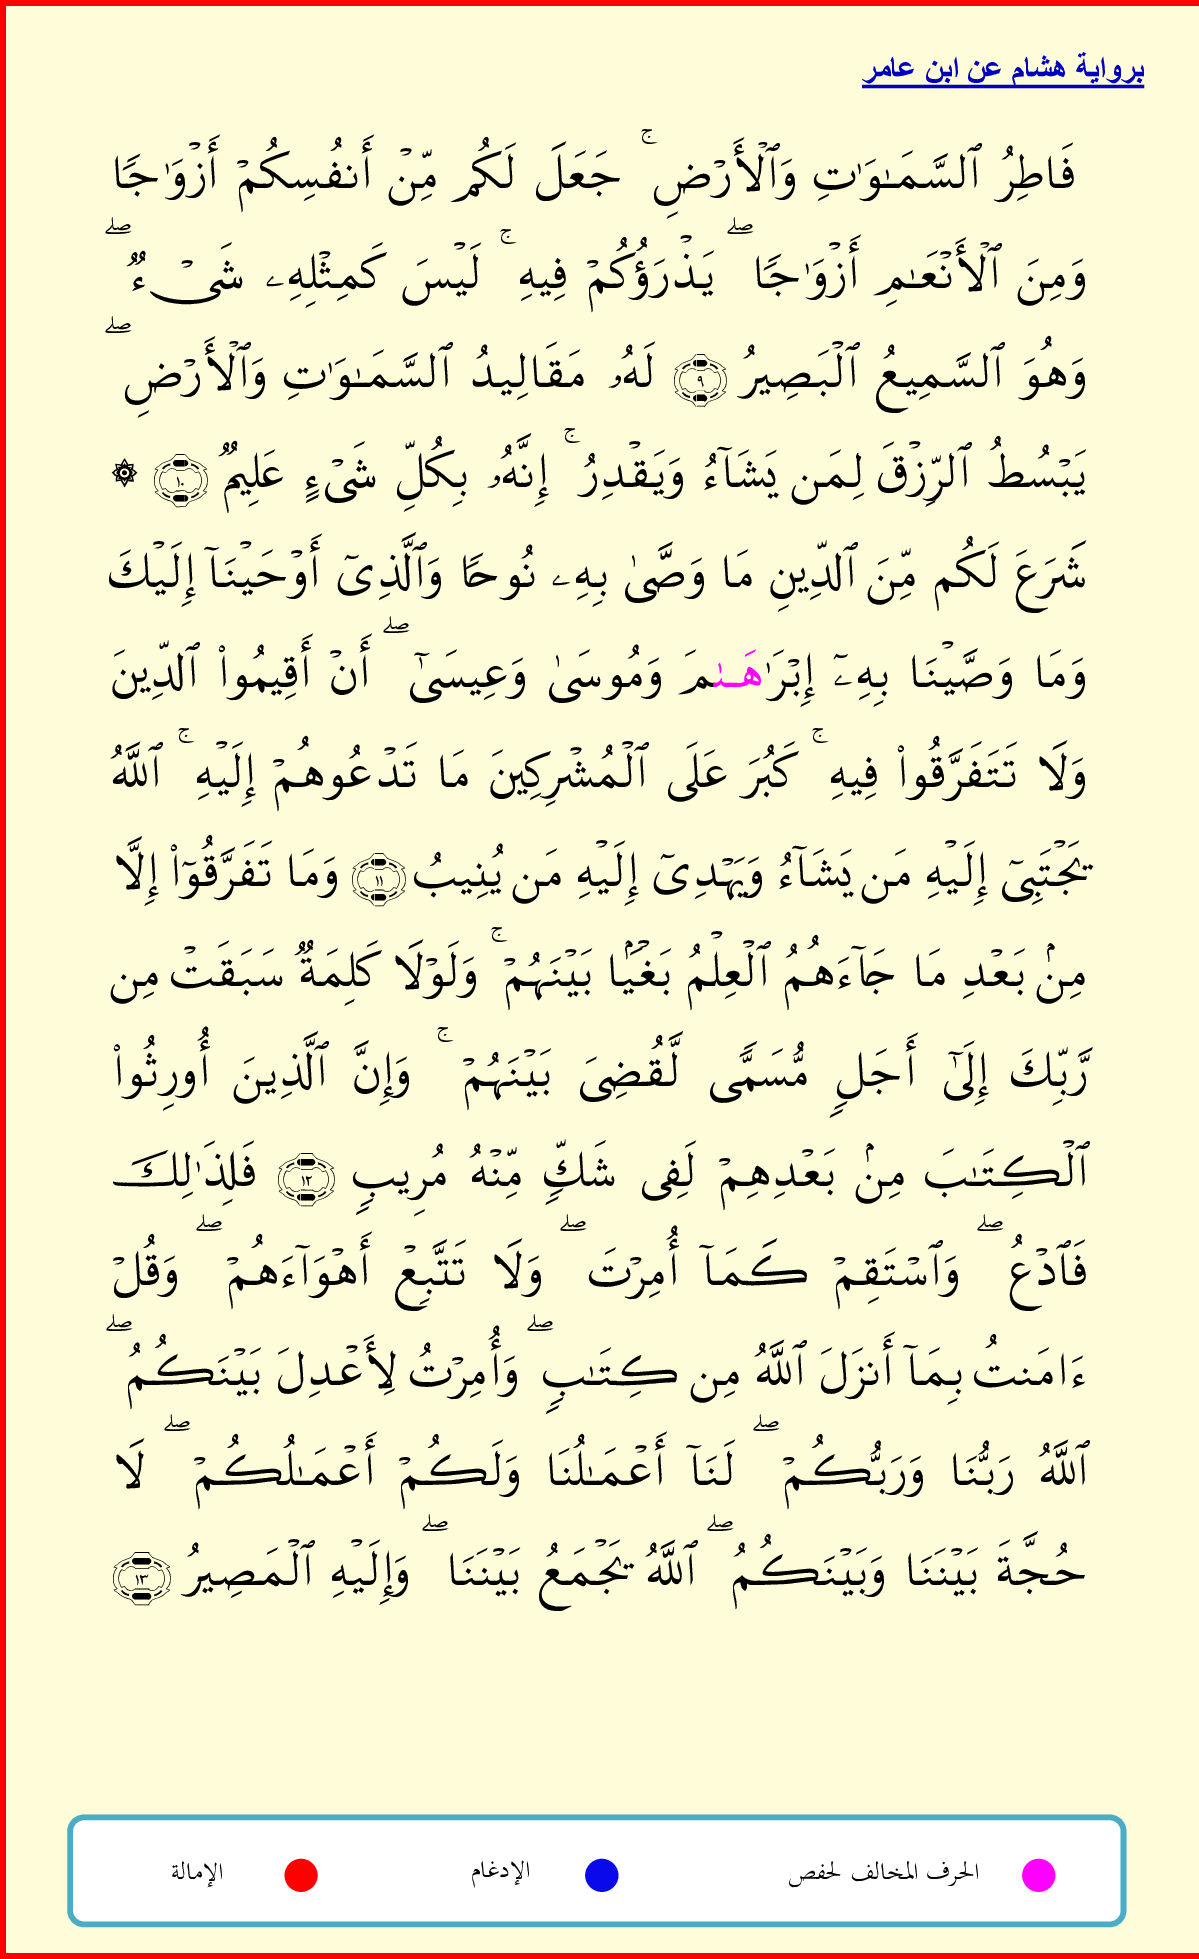 برواية هشام عن ابن عامر
فَاطِرُ ٱلسَّمَـٰوَٰتِ وَٱلْأَرْضِ ۚ جَعَلَ لَكُم مِّنْ أَنفُسِكُمْ أَزْوَٰجًا
وَمِنَ ٱلْأَنْعَـٰمِ أَزْوَٰجًا ۖ يَذْرَؤُكُمْ فِيهِ ۚ لَيْسَ كَمِثْلِهِۦ شَىْءٌ ۖ
وَهُوَ ٱلسَّمِيعُ ٱلْبَصِيرُ ٩ لَهُۥ مَقَالِيدُ ٱلسَّمَـٰوَٰتِ وَٱلْأَرْضِ ۖ
يَبْسُطُ ٱلرِّزْقَ لِمَن يَشَآءُ وَيَقْدِرُ ۚ إِنَّهُۥ بِكُلِّ شَىْءٍ عَلِيمٌ ١٠ ۞
شَرَعَ لَكُم مِّنَ ٱلدِّينِ مَا وَصَّىٰ بِهِۦ نُوحًا وَٱلَّذِىٓ أَوْحَيْنَآ إِلَيْكَ
وَمَا وَصَّيْنَا بِهِۦٓ إِبْرَٰهَـٰمَ وَمُوسَىٰ وَعِيسَىٰٓ ۖ أَنْ أَقِيمُوا۟ ٱلدِّينَ
وَلَا تَتَفَرَّقُوا۟ فِيهِ ۚ كَبُرَ عَلَى ٱلْمُشْرِكِينَ مَا تَدْعُوهُمْ إِلَيْهِ ۚ ٱللَّهُ
يَجْتَبِىٓ إِلَيْهِ مَن يَشَآءُ وَيَهْدِىٓ إِلَيْهِ مَن يُنِيبُ ١١ وَمَا تَفَرَّقُوٓا۟ إِلَّا
مِنۢ بَعْدِ مَا جَآءَهُمُ ٱلْعِلْمُ بَغْيًۢا بَيْنَهُمْ ۚ وَلَوْلَا كَلِمَةٌ سَبَقَتْ مِن
رَّبِّكَ إِلَىٰٓ أَجَلٍ مُّسَمًّى لَّقُضِىَ بَيْنَهُمْ ۚ وَإِنَّ ٱلَّذِينَ أُورِثُوا۟
ٱلْكِتَـٰبَ مِنۢ بَعْدِهِمْ لَفِى شَكٍّ مِّنْهُ مُرِيبٍ ١٢ فَلِذَٰلِكَ
فَٱدْعُ ۖ وَٱسْتَقِمْ كَمَآ أُمِرْتَ ۖ وَلَا تَتَّبِعْ أَهْوَآءَهُمْ ۖ وَقُلْ
ءَامَنتُ بِمَآ أَنزَلَ ٱللَّهُ مِن كِتَـٰبٍ ۖ وَأُمِرْتُ لِأَعْدِلَ بَيْنَكُمُ ۖ
ٱللَّهُ رَبُّنَا وَرَبُّكُمْ ۖ لَنَآ أَعْمَـٰلُنَا وَلَكُمْ أَعْمَـٰلُكُمْ ۖ لَا
حُجَّةَ بَيْنَنَا وَبَيْنَكُمُ ۖ ٱللَّهُ يَجْمَعُ بَيْنَنَا ۖ وَإِلَيْهِ ٱلْمَصِيرُ ١٣
الحرف المخالف لحفص الإدغام الإمالة